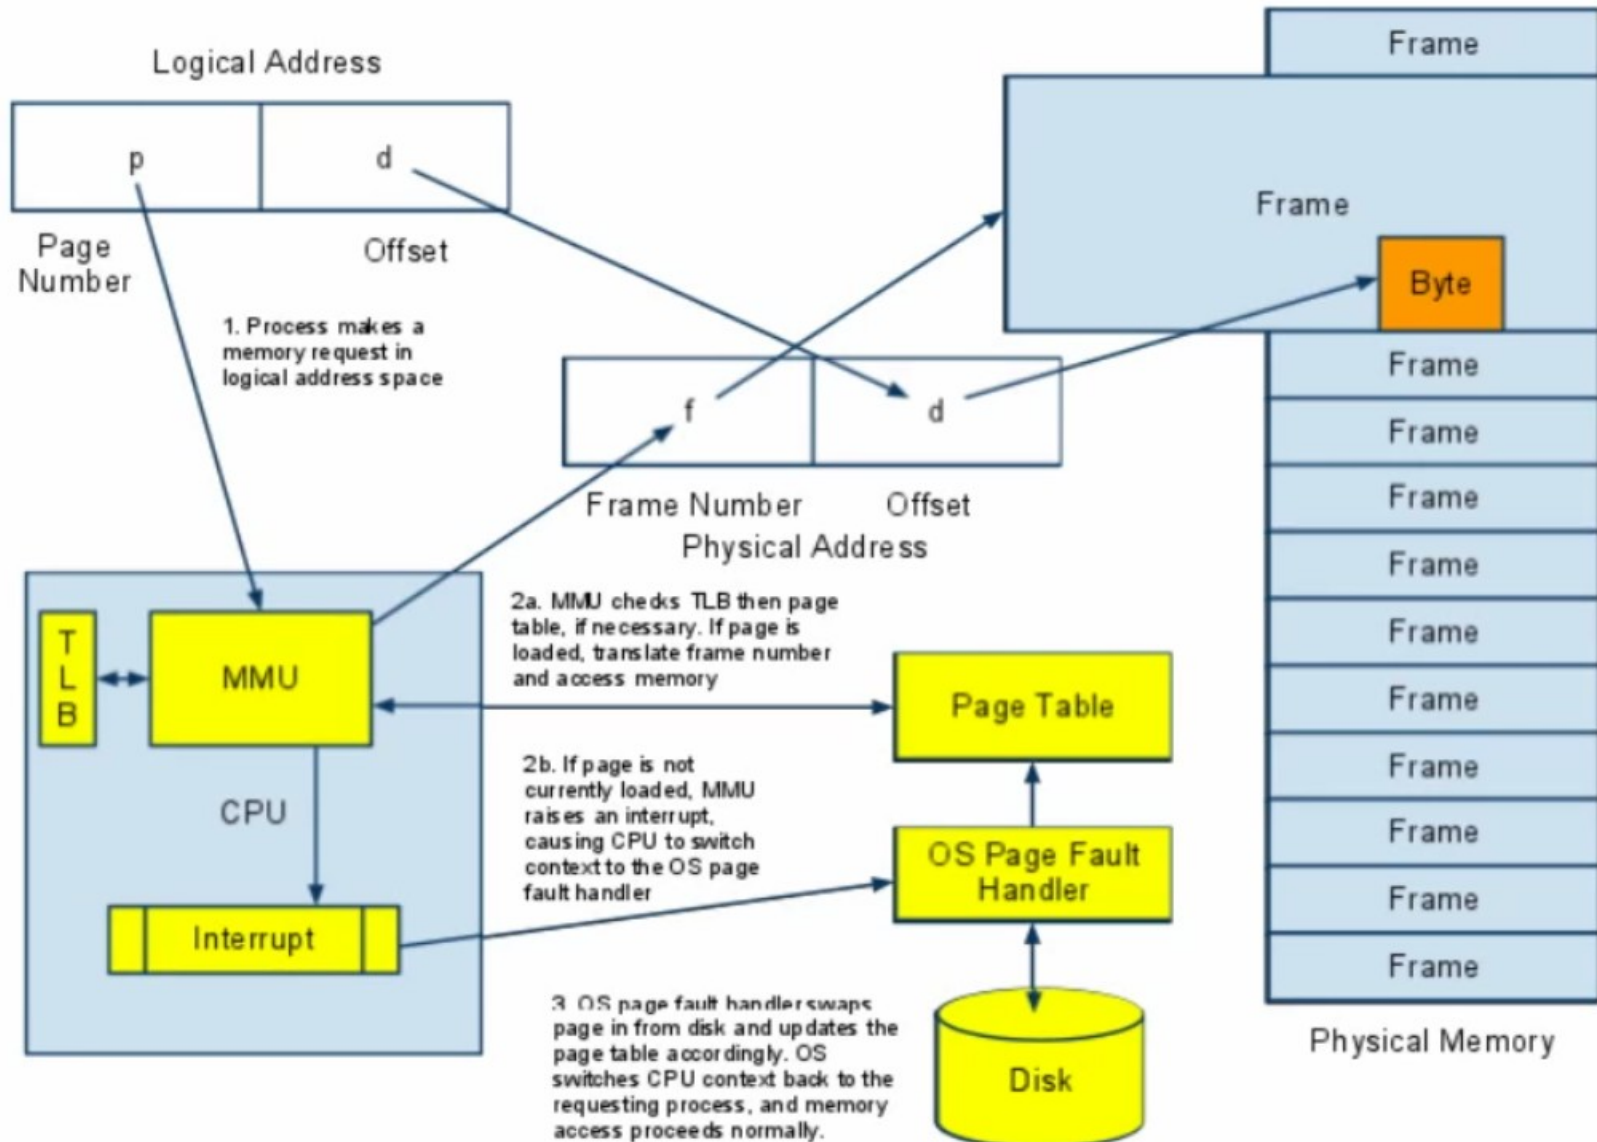 Logical Address
p
d
Page
Number
Offset
1. Process makes a
memory request in
logical address space
f
d
Frame Number
Offset
Physical Address
TLB
MMU
CPU
Interrupt
2a. MMU checks TLB then page
table, if necessary. If page is
loaded, translate frame number
and access memory
Page Table
2b. If page is not
currently loaded, MMU
raises an interrupt,
causing CPU to switch
context to the OS page
fault handler
OS Page Fault
Handler
3. OS page fault handler swaps
page in from disk and updates the
page table accordingly. OS
switches CPU context back to the
requesting process, and memory
access proceeds normally.
Disk
Frame
Frame
Byte
Frame
Frame
Frame
Frame
Frame
Frame
Frame
Frame
Frame
Frame
Physical Memory